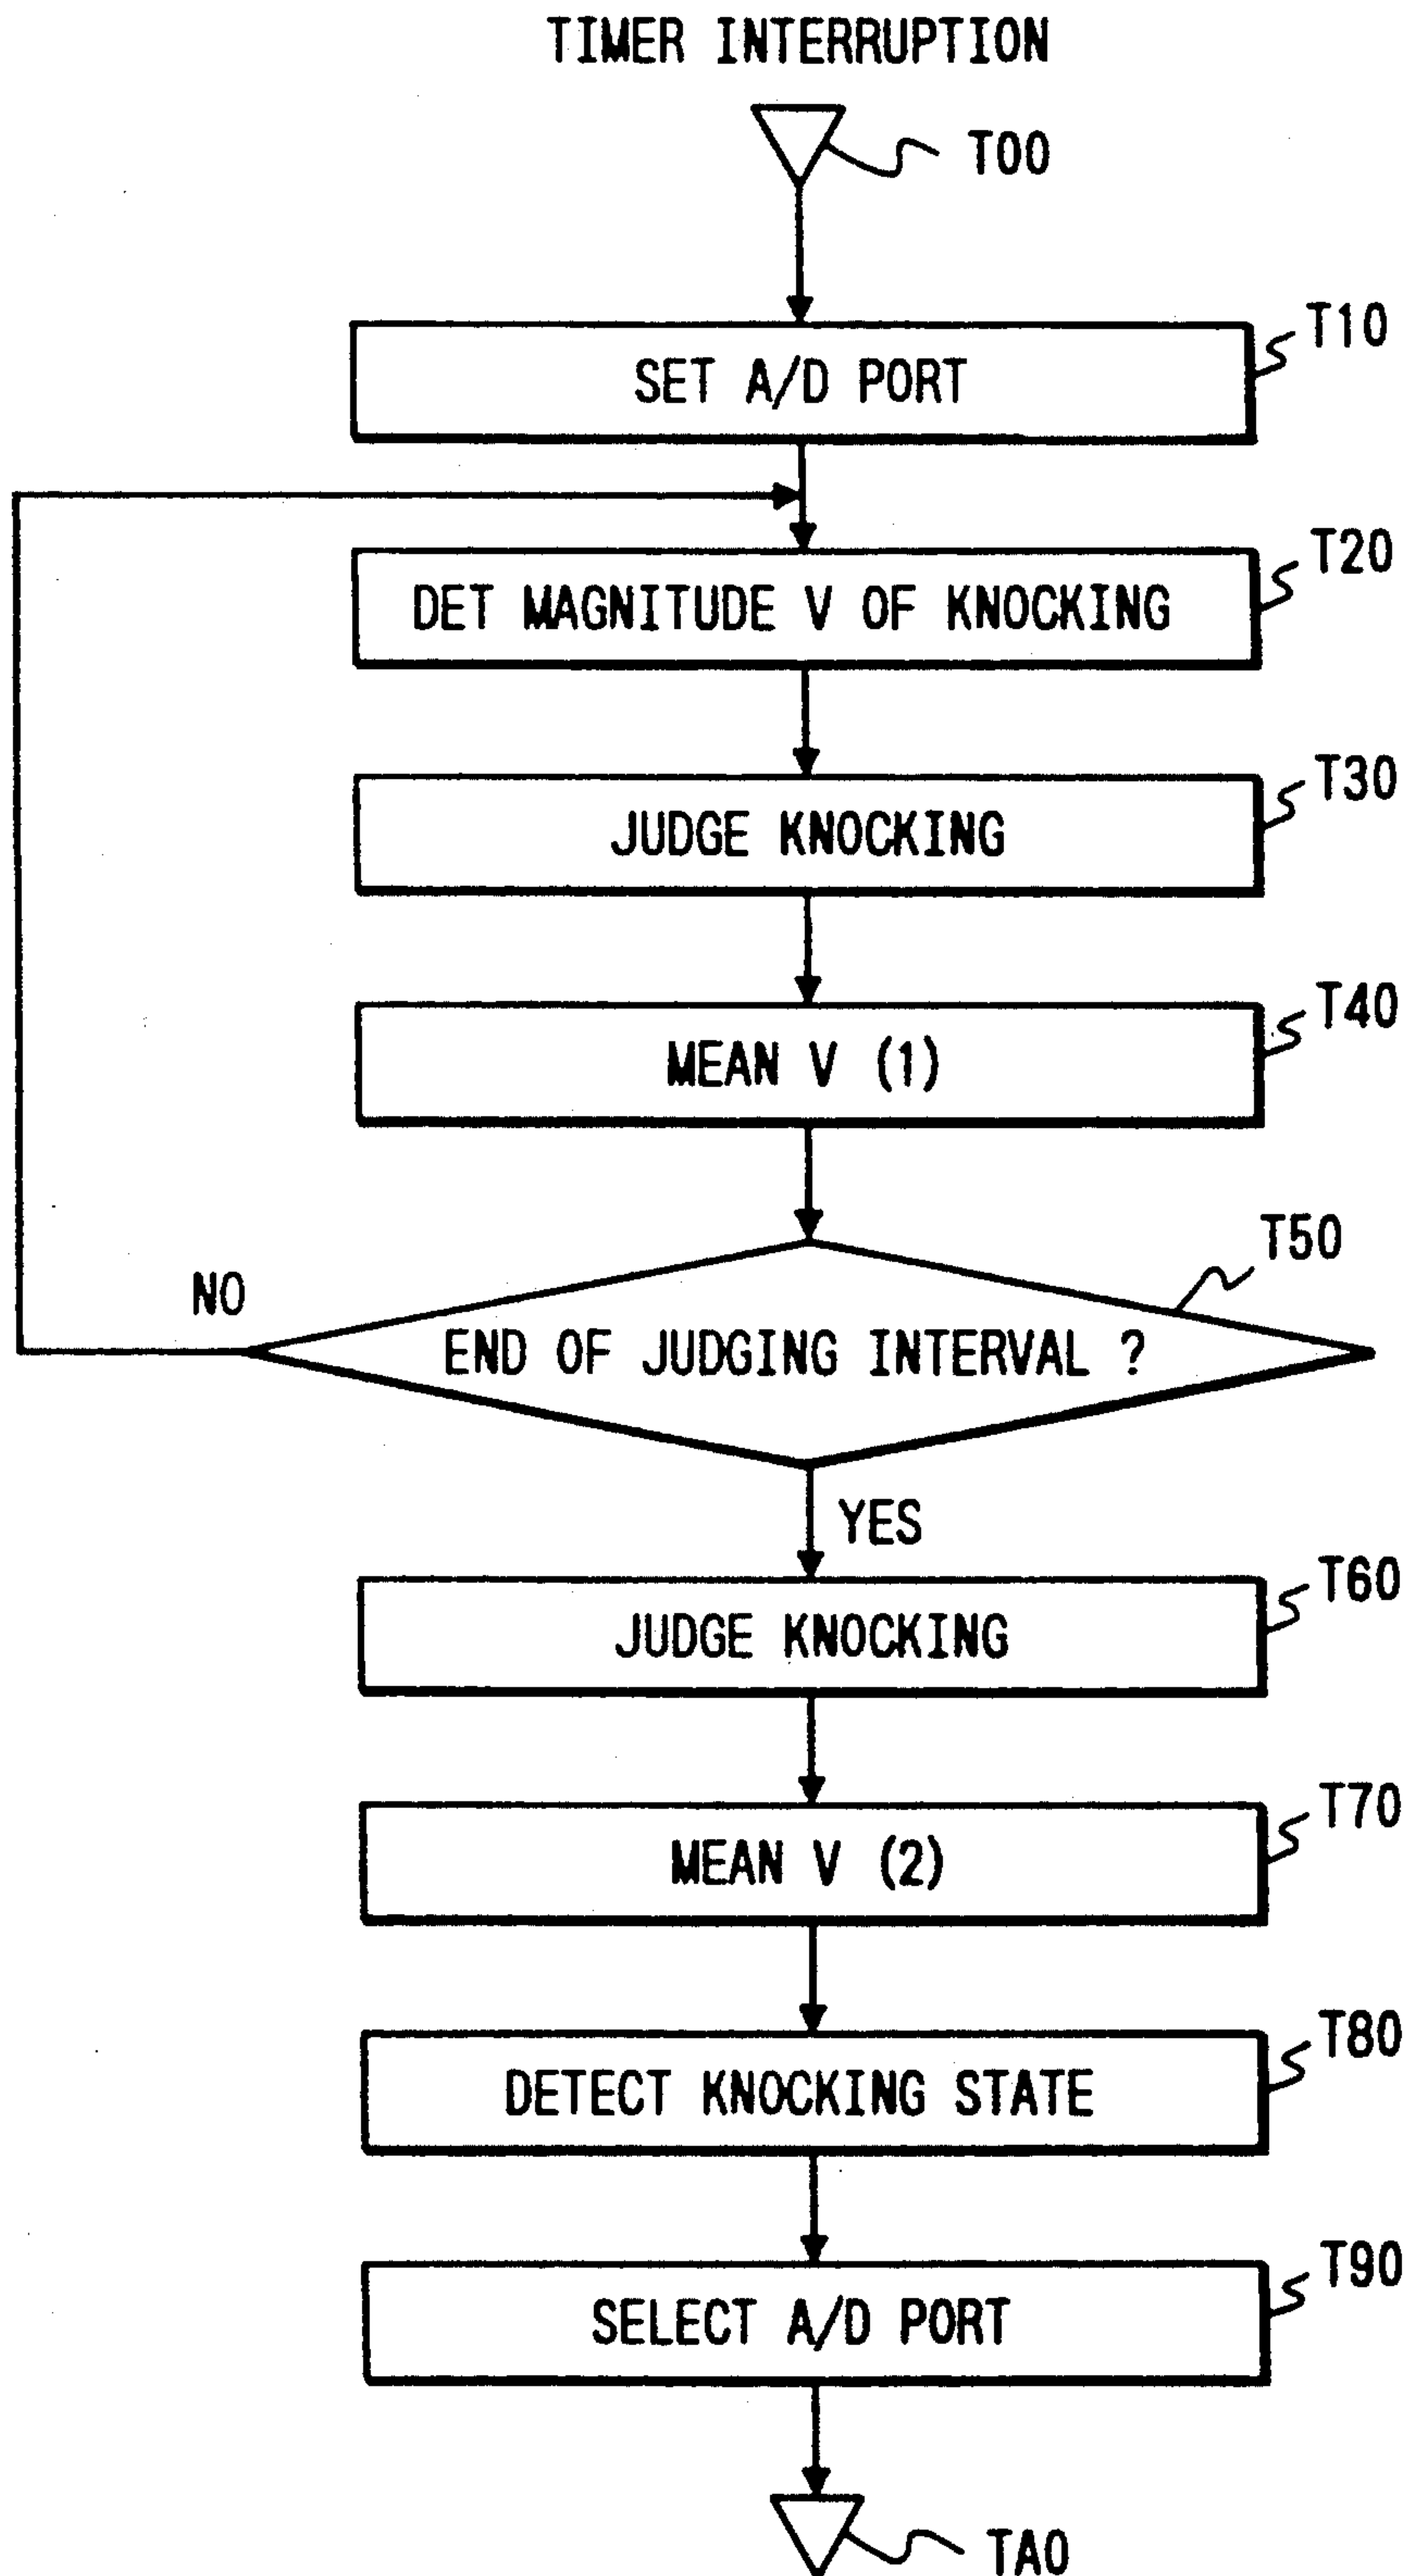 TIMER INTERRUPTION
T00
T10
SET A/D PORT
T20
DET MAGNITUDE V OF KNOCKING
T30
JUDGE KNOCKING
T40
MEAN V (1)
T50
NO
END OF JUDGING INTERVAL ?
YES
T60
JUDGE KNOCKING
T70
MEAN V (2)
T80
DETECT KNOCKING STATE
T90
SELECT A/D PORT
TA0